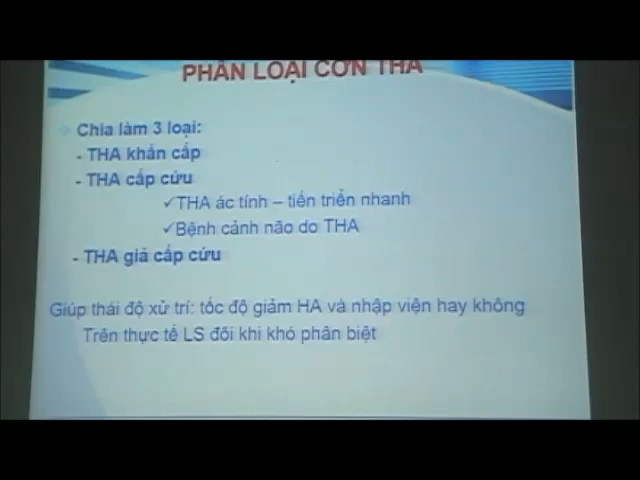 PHÂN LOẠI CƠN THA
Chia làm 3 loại:
- THA khẩn cấp
- THA cấp cứu
✓THA ác tính – tiến triển nhanh
✓Bệnh cảnh não do THA
- THA giả cấp cứu
Giúp thái độ xử trí: tốc độ giảm HA và nhập viện hay không
Trên thực tế LS đôi khi khó phân biệt